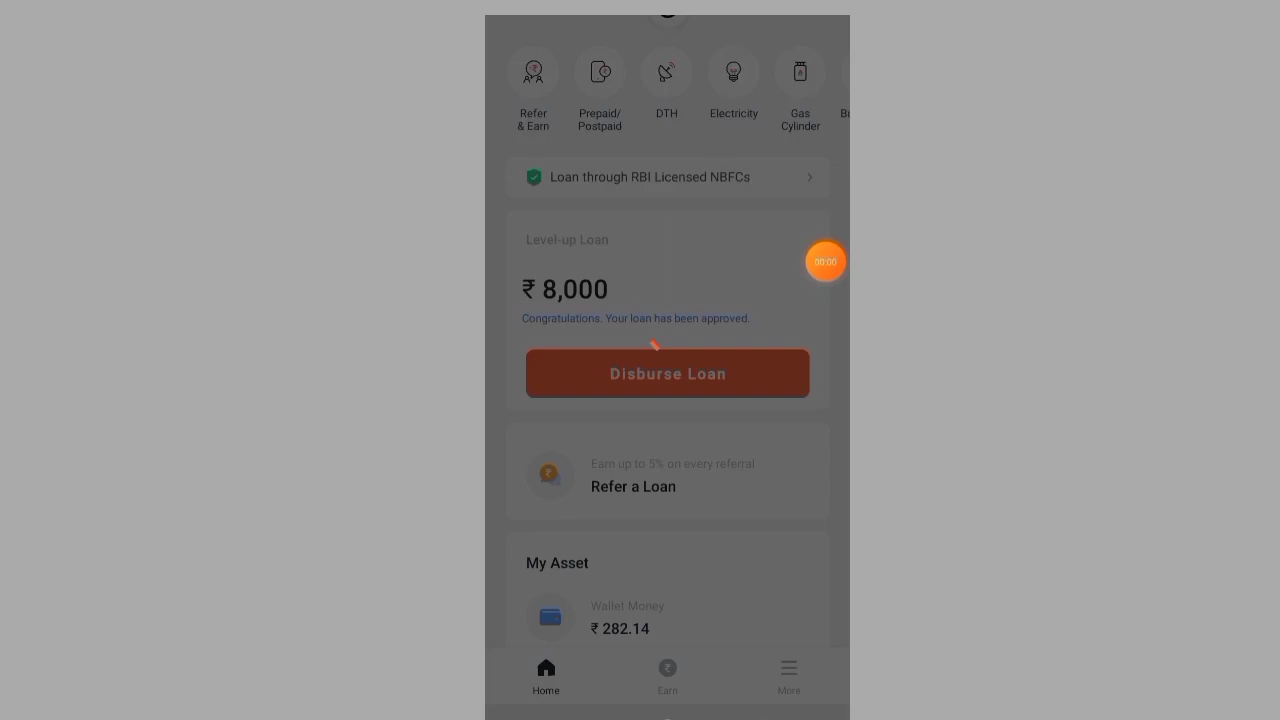 Refer
& Earn
Prepaid/
Postpaid
DTH
Electricity
Gas
Cylinder
Loan through RBI Licensed NBFCs
Level-up Loan
00:00
₹ 8,000
Congratulations. Your loan has been approved.
Disburse Loan
Earn up to 5% on every referral
Refer a Loan
My Asset
Wallet Money
₹ 282.14
Home
Earn
More